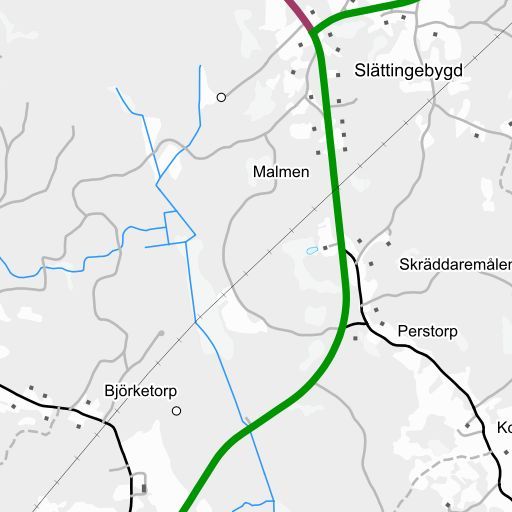 Slättingebygd
Malmen
Skräddaremålen
Perstorp
Björketorp